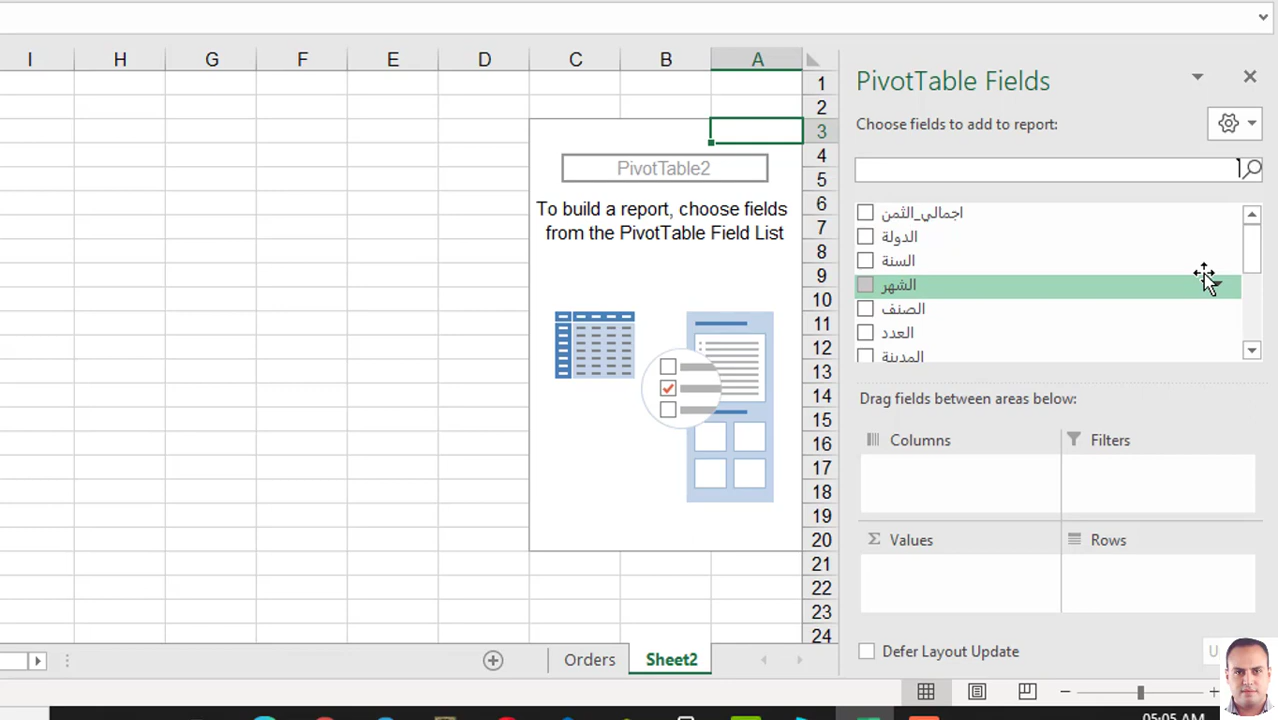 I H G F E D C B A
1
2
3
4
5
6
7
8
9
10
11
12
13
14
15
16
17
18
19
20
21
22
23
24
PivotTable2
To build a report, choose fields
from the PivotTable Field List
PivotTable Fields
Choose fields to add to report:
اجمالي_الثمن
الدولة
السنة
الشهر
الصنف
العدد
المدينة
Drag fields between areas below:
Columns
Filters
Values
Rows
Defer Layout Update
U
Orders
Sheet2
05:05 AM